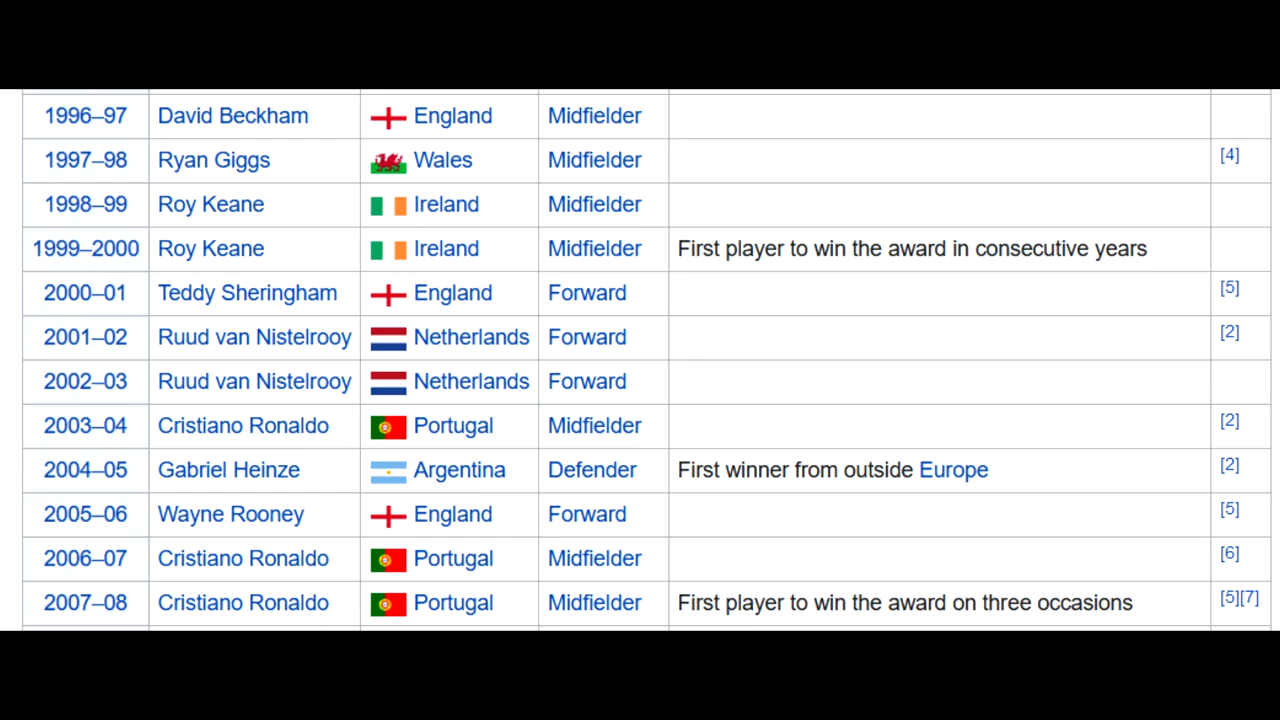 1996–97 David Beckham England Midfielder
1997–98 Ryan Giggs Wales Midfielder [4]
1998–99 Roy Keane Ireland Midfielder
1999–2000 Roy Keane Ireland Midfielder First player to win the award in consecutive years
2000–01 Teddy Sheringham England Forward [5]
2001–02 Ruud van Nistelrooy Netherlands Forward [2]
2002–03 Ruud van Nistelrooy Netherlands Forward
2003–04 Cristiano Ronaldo Portugal Midfielder [2]
2004–05 Gabriel Heinze Argentina Defender First winner from outside Europe [2]
2005–06 Wayne Rooney England Forward [5]
2006–07 Cristiano Ronaldo Portugal Midfielder [6]
2007–08 Cristiano Ronaldo Portugal Midfielder First player to win the award on three occasions [5][7]